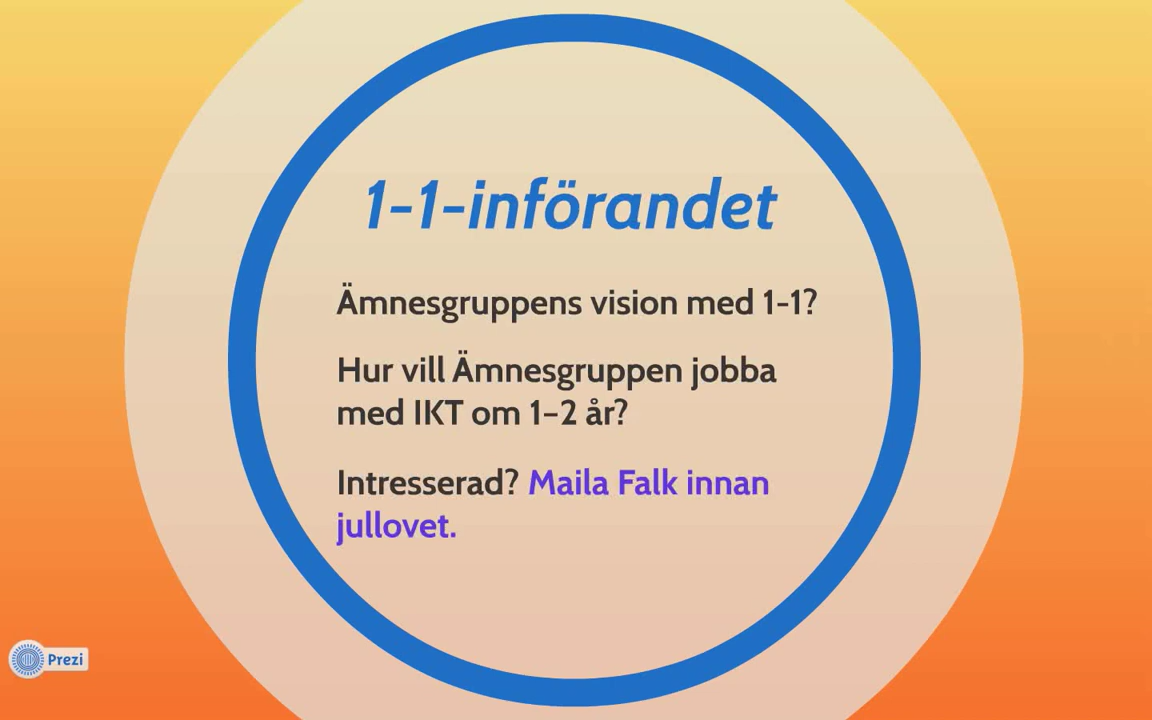 1-1-införandet
Ämnesgruppens vision med 1-1?
Hur vill Ämnesgruppen jobba
med IKT om 1–2 år?
Intresserad? Maila Falk innan
jullovet.
Prezi